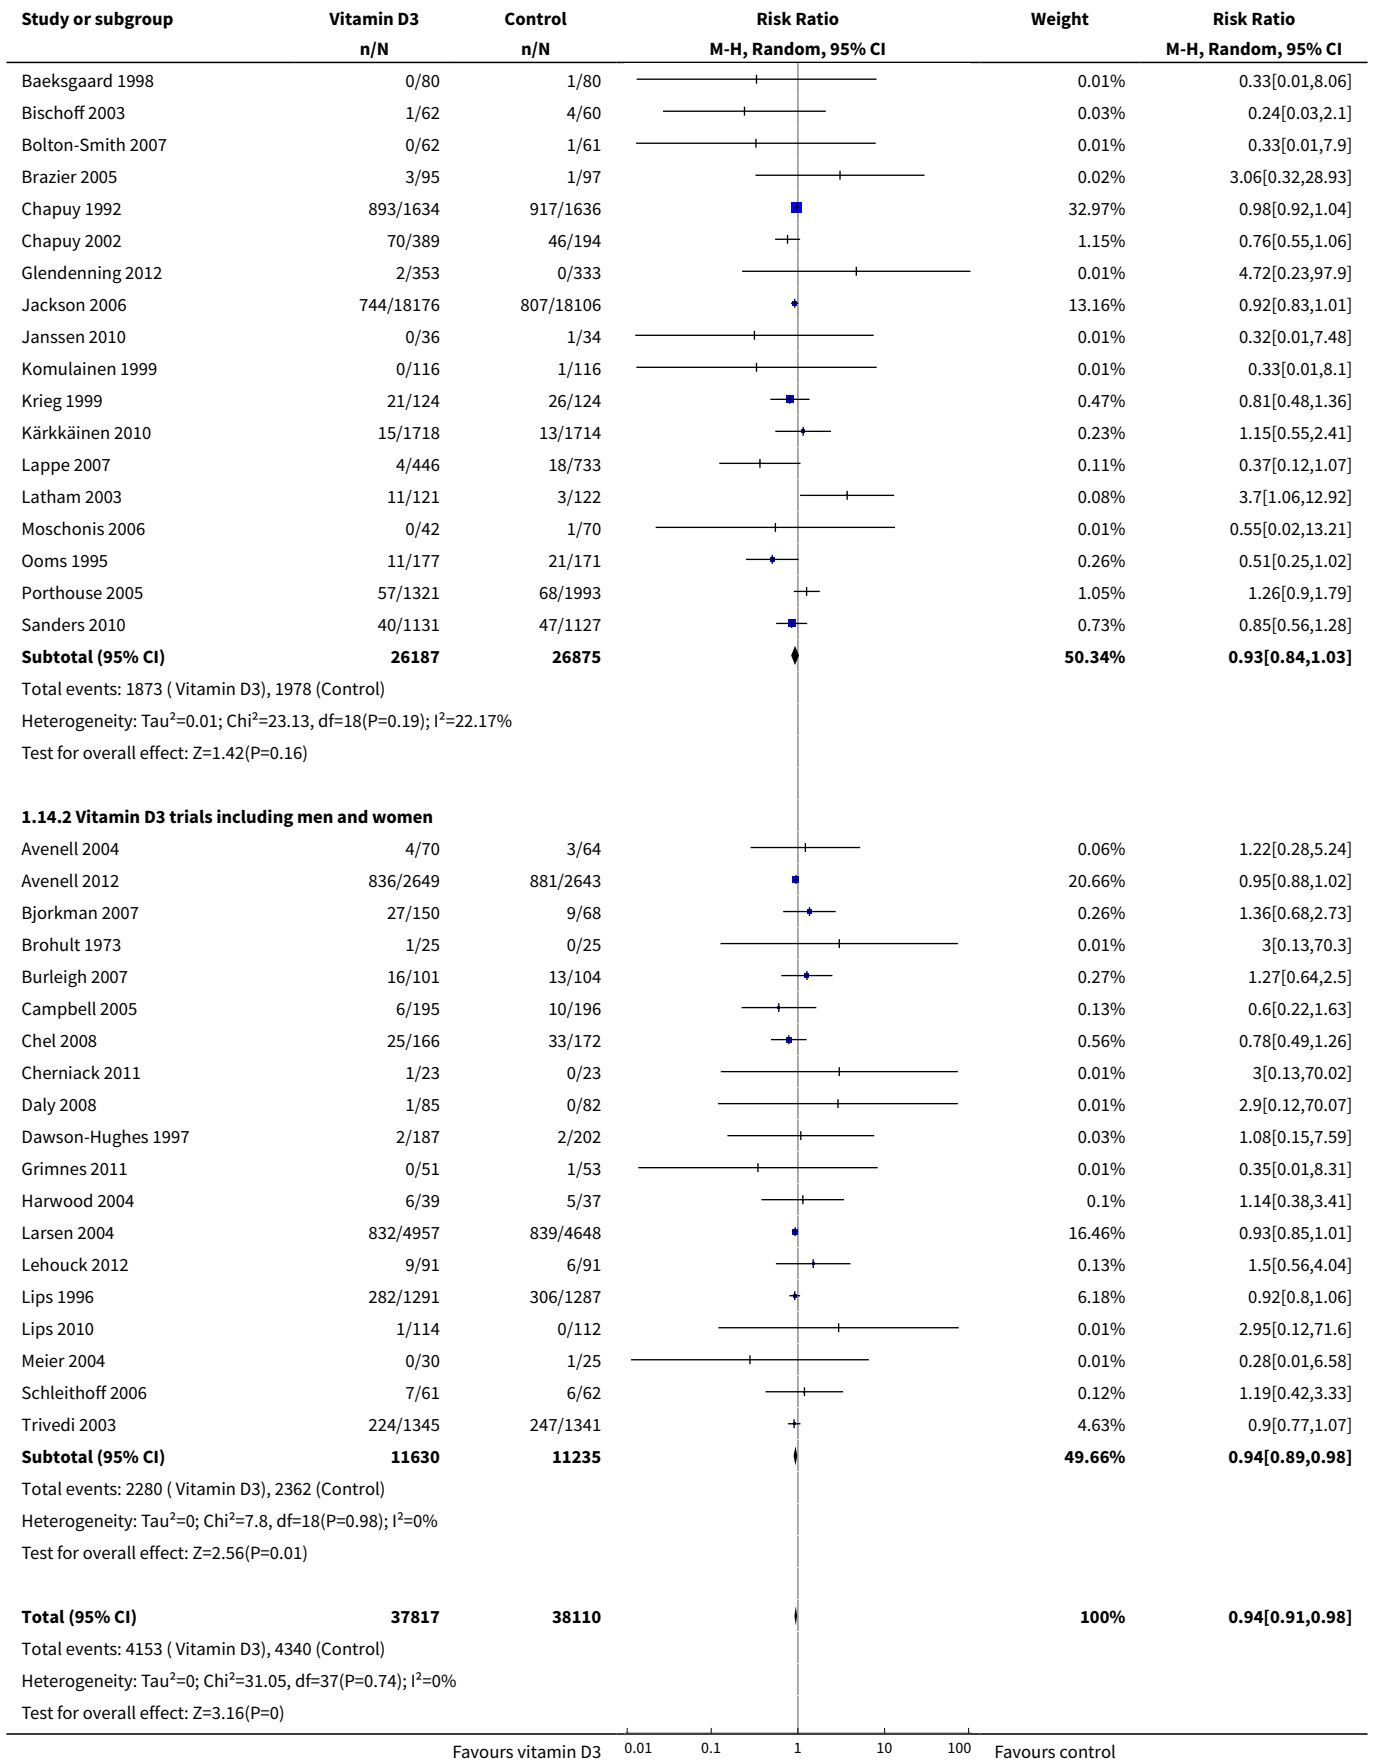 Study or subgroup Vitamin D3 Control Risk Ratio Weight Risk Ratio
n/N n/N M-H, Random, 95% CI M-H, Random, 95% CI
Baeksgaard 1998 0/80 1/80 0.01% 0.33[0.01,8.06]
Bischoff 2003 1/62 4/60 0.03% 0.24[0.03,2.1]
Bolton-Smith 2007 0/62 1/61 0.01% 0.33[0.01,7.9]
Brazier 2005 3/95 1/97 0.02% 3.06[0.32,28.93]
Chapuy 1992 893/1634 917/1636 32.97% 0.98[0.92,1.04]
Chapuy 2002 70/389 46/194 1.15% 0.76[0.55,1.06]
Glendenning 2012 2/353 0/333 0.01% 4.72[0.23,97.9]
Jackson 2006 744/18176 807/18106 13.16% 0.92[0.83,1.01]
Janssen 2010 0/36 1/34 0.01% 0.32[0.01,7.48]
Komulainen 1999 0/116 1/116 0.01% 0.33[0.01,8.1]
Krieg 1999 21/124 26/124 0.47% 0.81[0.48,1.36]
Kärkkäinen 2010 15/1718 13/1714 0.23% 1.15[0.55,2.41]
Lappe 2007 4/446 18/733 0.11% 0.37[0.12,1.07]
Latham 2003 11/121 3/122 0.08% 3.7[1.06,12.92]
Moschonis 2006 0/42 1/70 0.01% 0.55[0.02,13.21]
Ooms 1995 11/177 21/171 0.26% 0.51[0.25,1.02]
Porthouse 2005 57/1321 68/1993 1.05% 1.26[0.9,1.79]
Sanders 2010 40/1131 47/1127 0.73% 0.85[0.56,1.28]
Subtotal (95% CI) 26187 26875 50.34% 0.93[0.84,1.03]
Total events: 1873 ( Vitamin D3), 1978 (Control)
Heterogeneity: Tau²=0.01; Chi²=23.13, df=18(P=0.19); I²=22.17%
Test for overall effect: Z=1.42(P=0.16)
1.14.2 Vitamin D3 trials including men and women
Avenell 2004 4/70 3/64 0.06% 1.22[0.28,5.24]
Avenell 2012 836/2649 881/2643 20.66% 0.95[0.88,1.02]
Bjorkman 2007 27/150 9/68 0.26% 1.36[0.68,2.73]
Brohult 1973 1/25 0/25 0.01% 3[0.13,70.3]
Burleigh 2007 16/101 13/104 0.27% 1.27[0.64,2.5]
Campbell 2005 6/195 10/196 0.13% 0.6[0.22,1.63]
Chel 2008 25/166 33/172 0.56% 0.78[0.49,1.26]
Cherniack 2011 1/23 0/23 0.01% 3[0.13,70.02]
Daly 2008 1/85 0/82 0.01% 2.9[0.12,70.07]
Dawson-Hughes 1997 2/187 2/202 0.03% 1.08[0.15,7.59]
Grimnes 2011 0/51 1/53 0.01% 0.35[0.01,8.31]
Harwood 2004 6/39 5/37 0.1% 1.14[0.38,3.41]
Larsen 2004 832/4957 839/4648 16.46% 0.93[0.85,1.01]
Lehouck 2012 9/91 6/91 0.13% 1.5[0.56,4.04]
Lips 1996 282/1291 306/1287 6.18% 0.92[0.8,1.06]
Lips 2010 1/114 0/112 0.01% 2.95[0.12,71.6]
Meier 2004 0/30 1/25 0.01% 0.28[0.01,6.58]
Schleithoff 2006 7/61 6/62 0.12% 1.19[0.42,3.33]
Trivedi 2003 224/1345 247/1341 4.63% 0.9[0.77,1.07]
Subtotal (95% CI) 11630 11235 49.66% 0.94[0.89,0.98]
Total events: 2280 ( Vitamin D3), 2362 (Control)
Heterogeneity: Tau²=0; Chi²=7.8, df=18(P=0.98); I²=0%
Test for overall effect: Z=2.56(P=0.01)
Total (95% CI) 37817 38110 100% 0.94[0.91,0.98]
Total events: 4153 ( Vitamin D3), 4340 (Control)
Heterogeneity: Tau²=0; Chi²=31.05, df=37(P=0.74); I²=0%
Test for overall effect: Z=3.16(P=0)
Favours vitamin D3 0.01 0.1 1 10 100 Favours control